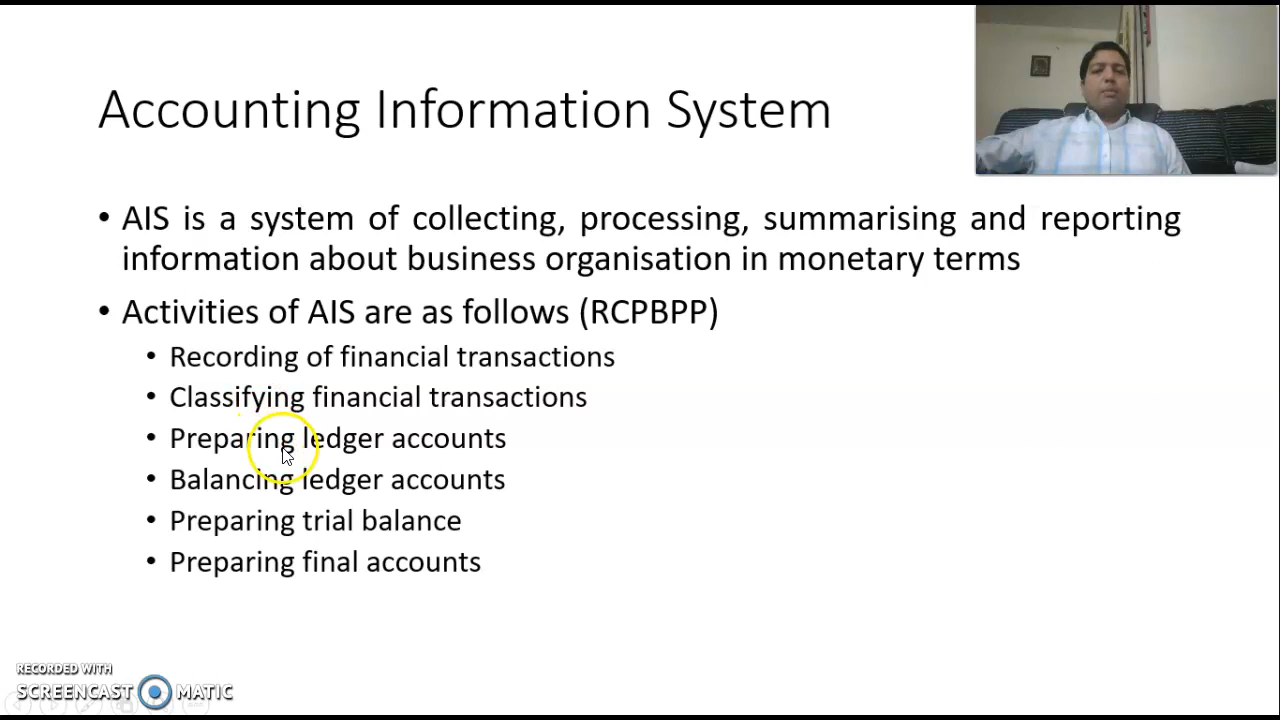 Accounting Information System
• AIS is a system of collecting, processing, summarising and reporting
information about business organisation in monetary terms
• Activities of AIS are as follows (RCPBPP)
• Recording of financial transactions
• Classifying financial transactions
• Preparing ledger accounts
• Balancing ledger accounts
• Preparing trial balance
• Preparing final accounts
RECORDED WITH
SCREENCAST MATIC